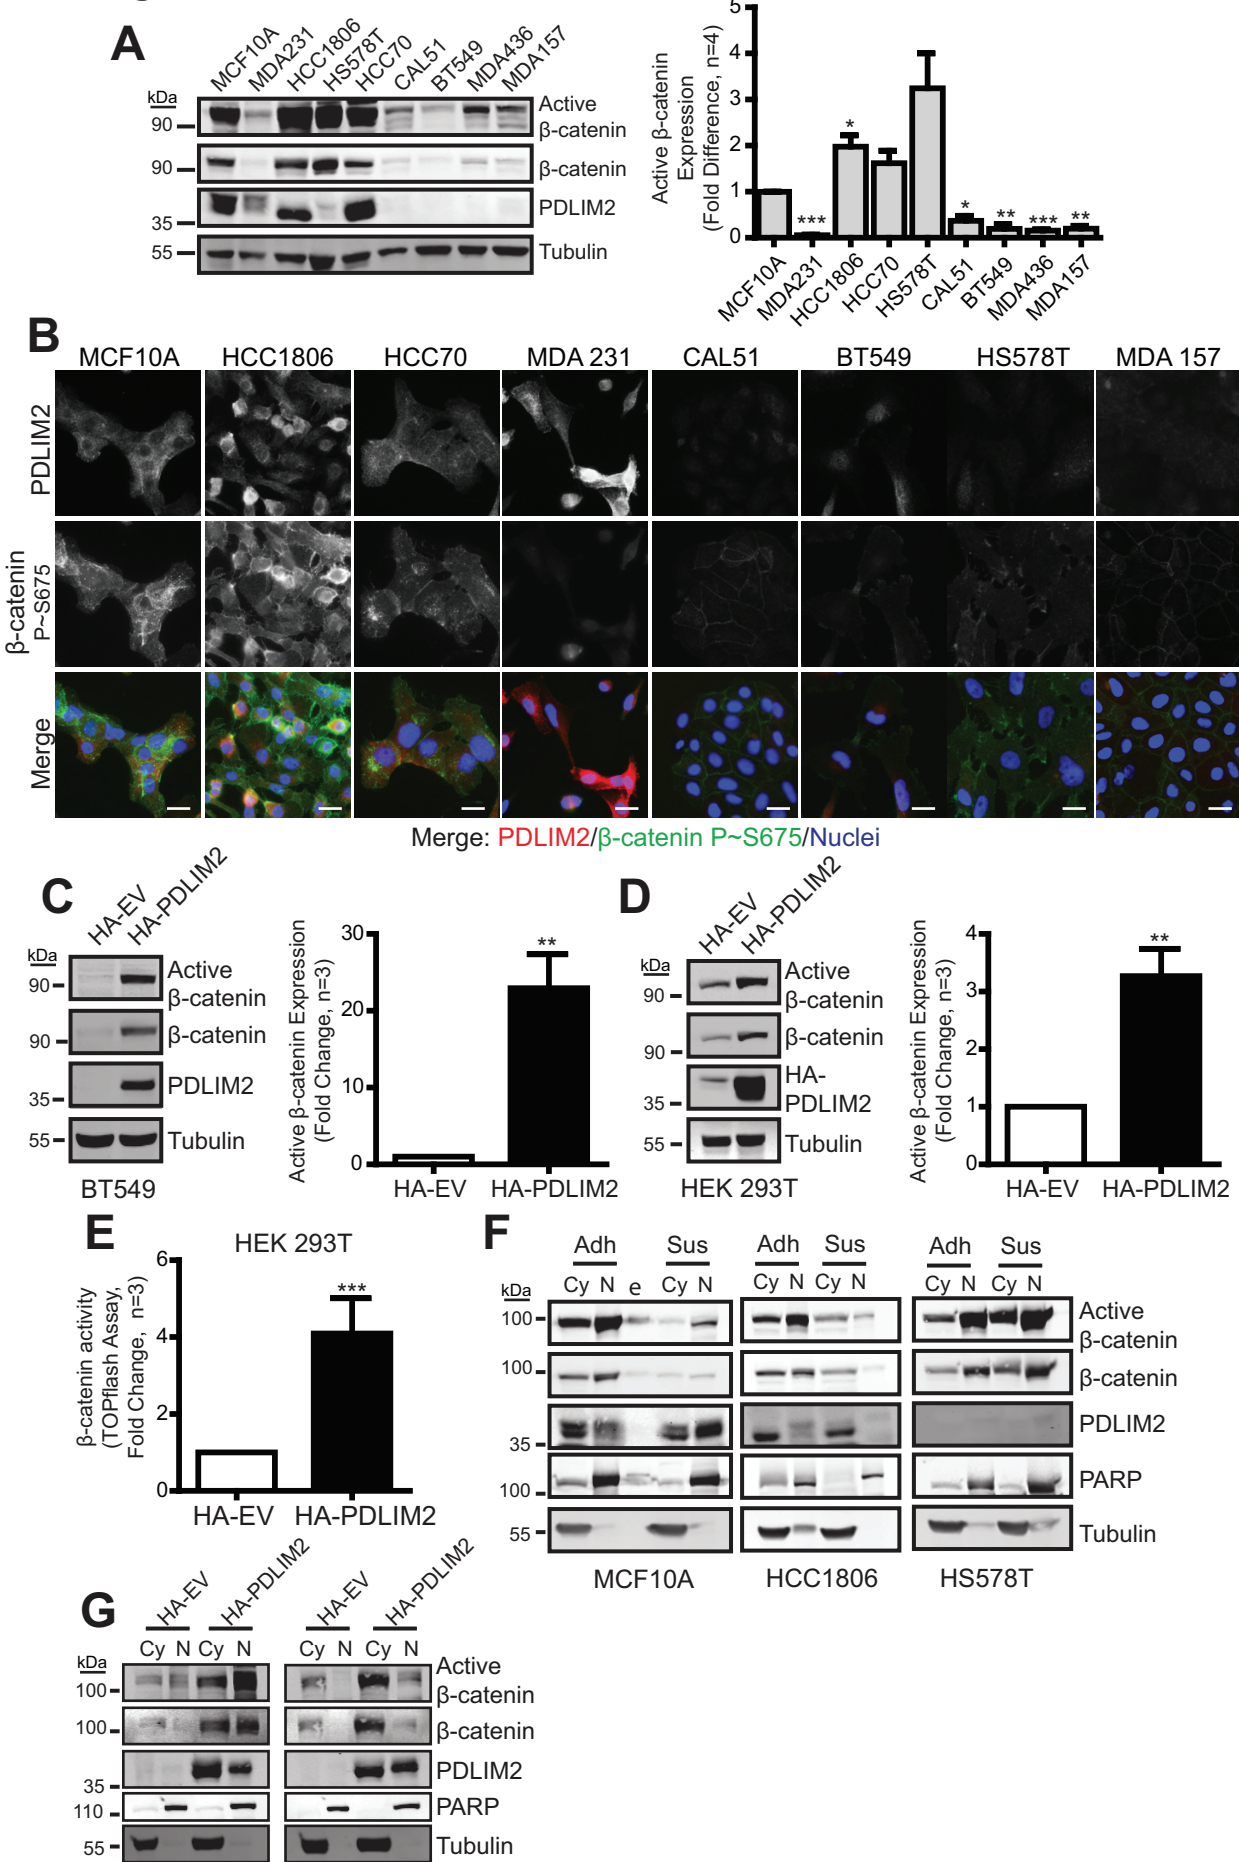 A
MCF10A
MDA231
HCC1806
HS578T
HCC70
CAL51
BT549
MDA436
MDA157
kDa
90
Active
β-catenin
90
β-catenin
35
PDLIM2
55
Tubulin
Active β-catenin
Expression
(Fold Difference, n=4)
5
4
3
2
1
0
***
*
*
**
***
**
MCF10A
MDA231
HCC1806
HCC70
HS578T
CAL51
BT549
MDA436
MDA157
B
MCF10A HCC1806 HCC70 MDA 231 CAL51 BT549 HS578T MDA 157
PDLIM2
β-catenin
P~S675
Merge
Merge: PDLIM2/β-catenin P~S675/Nuclei
C
HA-EV
HA-PDLIM2
kDa
90
Active
β-catenin
90
β-catenin
35
PDLIM2
55
Tubulin
BT549
Active β-catenin Expression
(Fold Change, n=3)
30
20
10
0
**
HA-EV HA-PDLIM2
D
HA-EV
HA-PDLIM2
kDa
90
Active
β-catenin
90
β-catenin
35
HA-
PDLIM2
55
Tubulin
HEK 293T
Active β-catenin Expression
(Fold Change, n=3)
4
3
2
1
0
**
HA-EV HA-PDLIM2
E
HEK 293T
β-catenin activity
(TOPflash Assay,
Fold Change, n=3)
6
4
2
0
***
HA-EV HA-PDLIM2
F
Adh Sus Adh Sus Adh Sus
kDa
Cy N e Cy N Cy N Cy N Cy N Cy N
100
Active
β-catenin
100
β-catenin
35
PDLIM2
100
PARP
55
Tubulin
MCF10A HCC1806 HS578T
G
HA-EV
HA-PDLIM2
HA-EV
HA-PDLIM2
kDa
Cy N Cy N Cy N Cy N
100
Active
β-catenin
100
β-catenin
35
PDLIM2
110
PARP
55
Tubulin